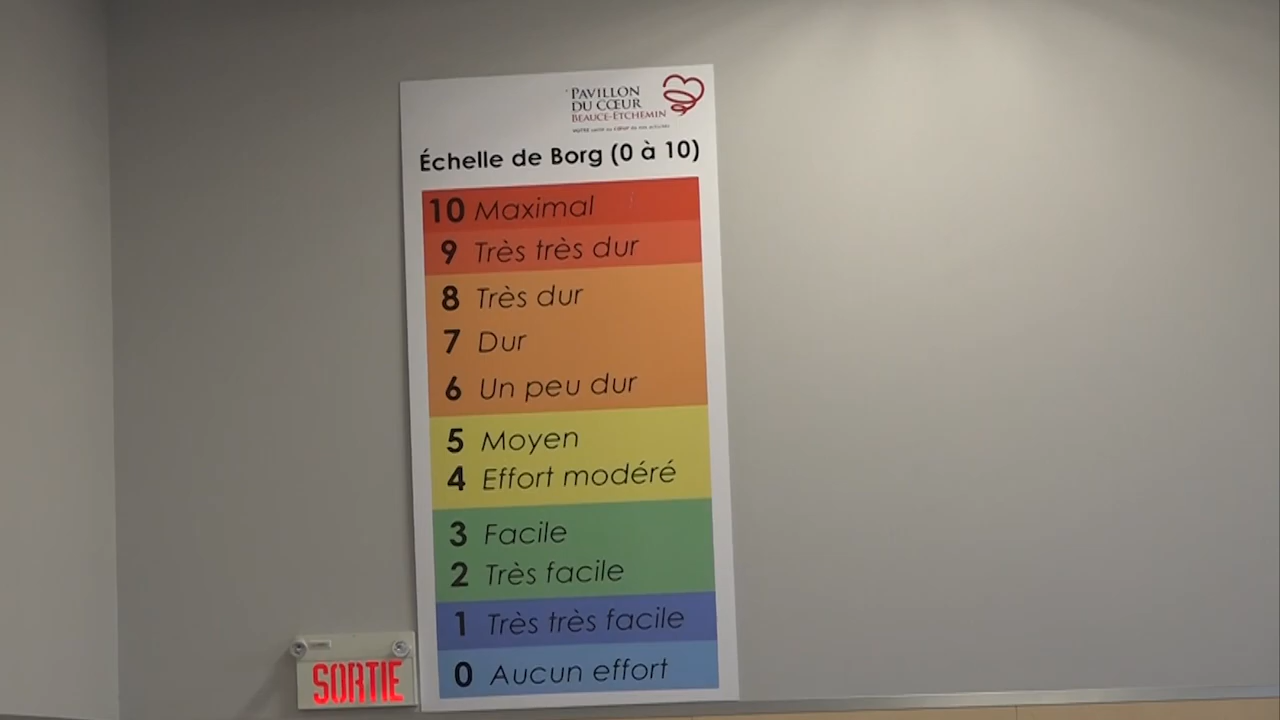 PAVILLON
DU CŒUR
BEAUCE-ETCHEMIN
Échelle de Borg (0 à 10)
10 Maximal
9 Très très dur
8 Très dur
7 Dur
6 Un peu dur
5 Moyen
4 Effort modéré
3 Facile
2 Très facile
1 Très très facile
0 Aucun effort
SORTIE